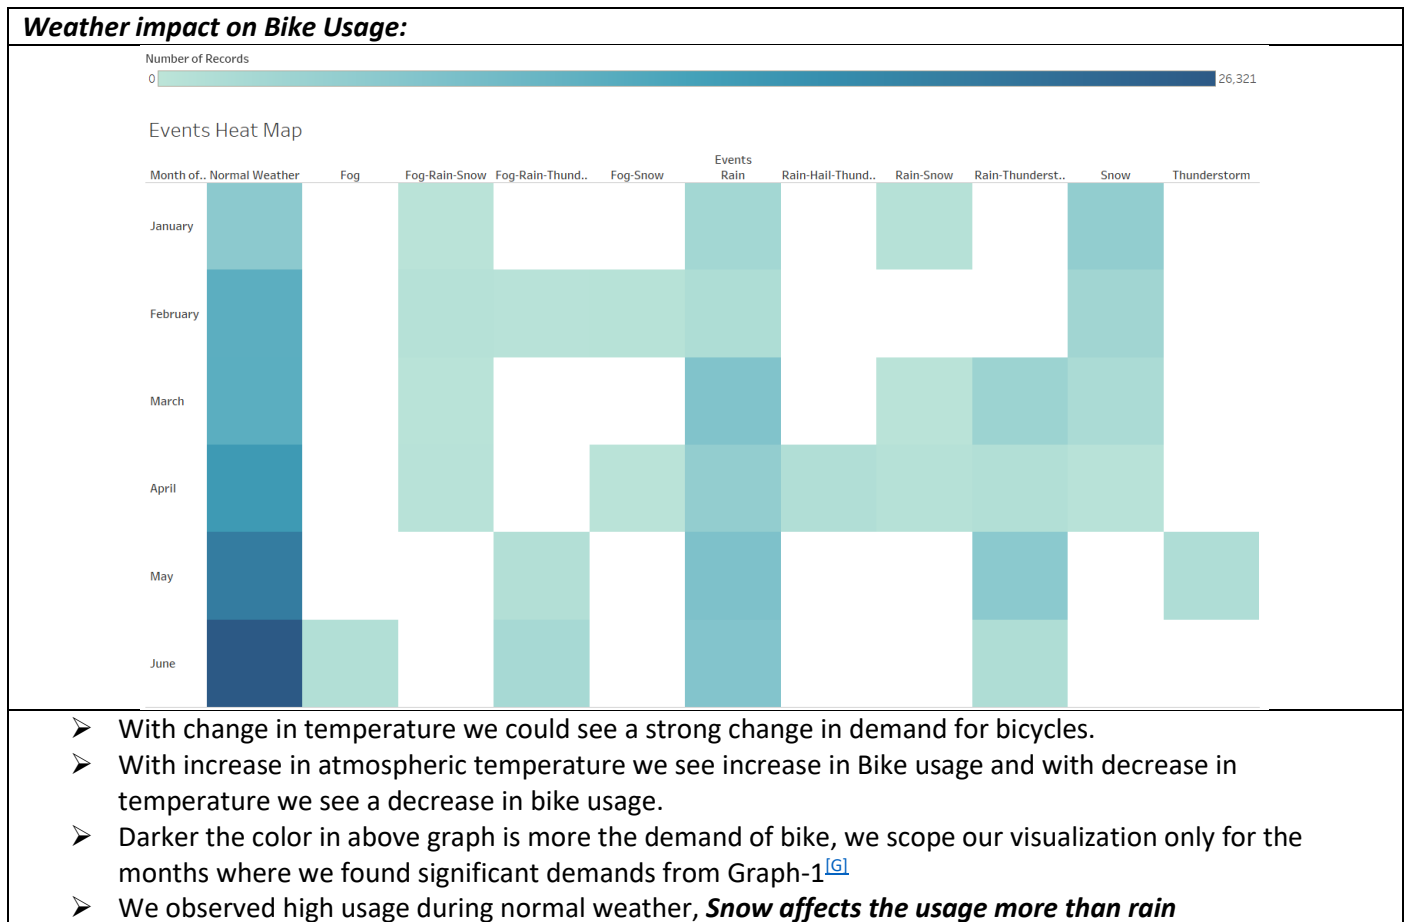 Weather impact on Bike Usage:
Number of Records
0 26,321
Events Heat Map
Events
Month of.. Normal Weather Fog Fog-Rain-Snow Fog-Rain-Thund.. Fog-Snow Rain Rain-Hail-Thund.. Rain-Snow Rain-Thunderst.. Snow Thunderstorm
January
February
March
April
May
June
➢ With change in temperature we could see a strong change in demand for bicycles.
➢ With increase in atmospheric temperature we see increase in Bike usage and with decrease in
temperature we see a decrease in bike usage.
➢ Darker the color in above graph is more the demand of bike, we scope our visualization only for the
months where we found significant demands from Graph-1[G]
➢ We observed high usage during normal weather, Snow affects the usage more than rain